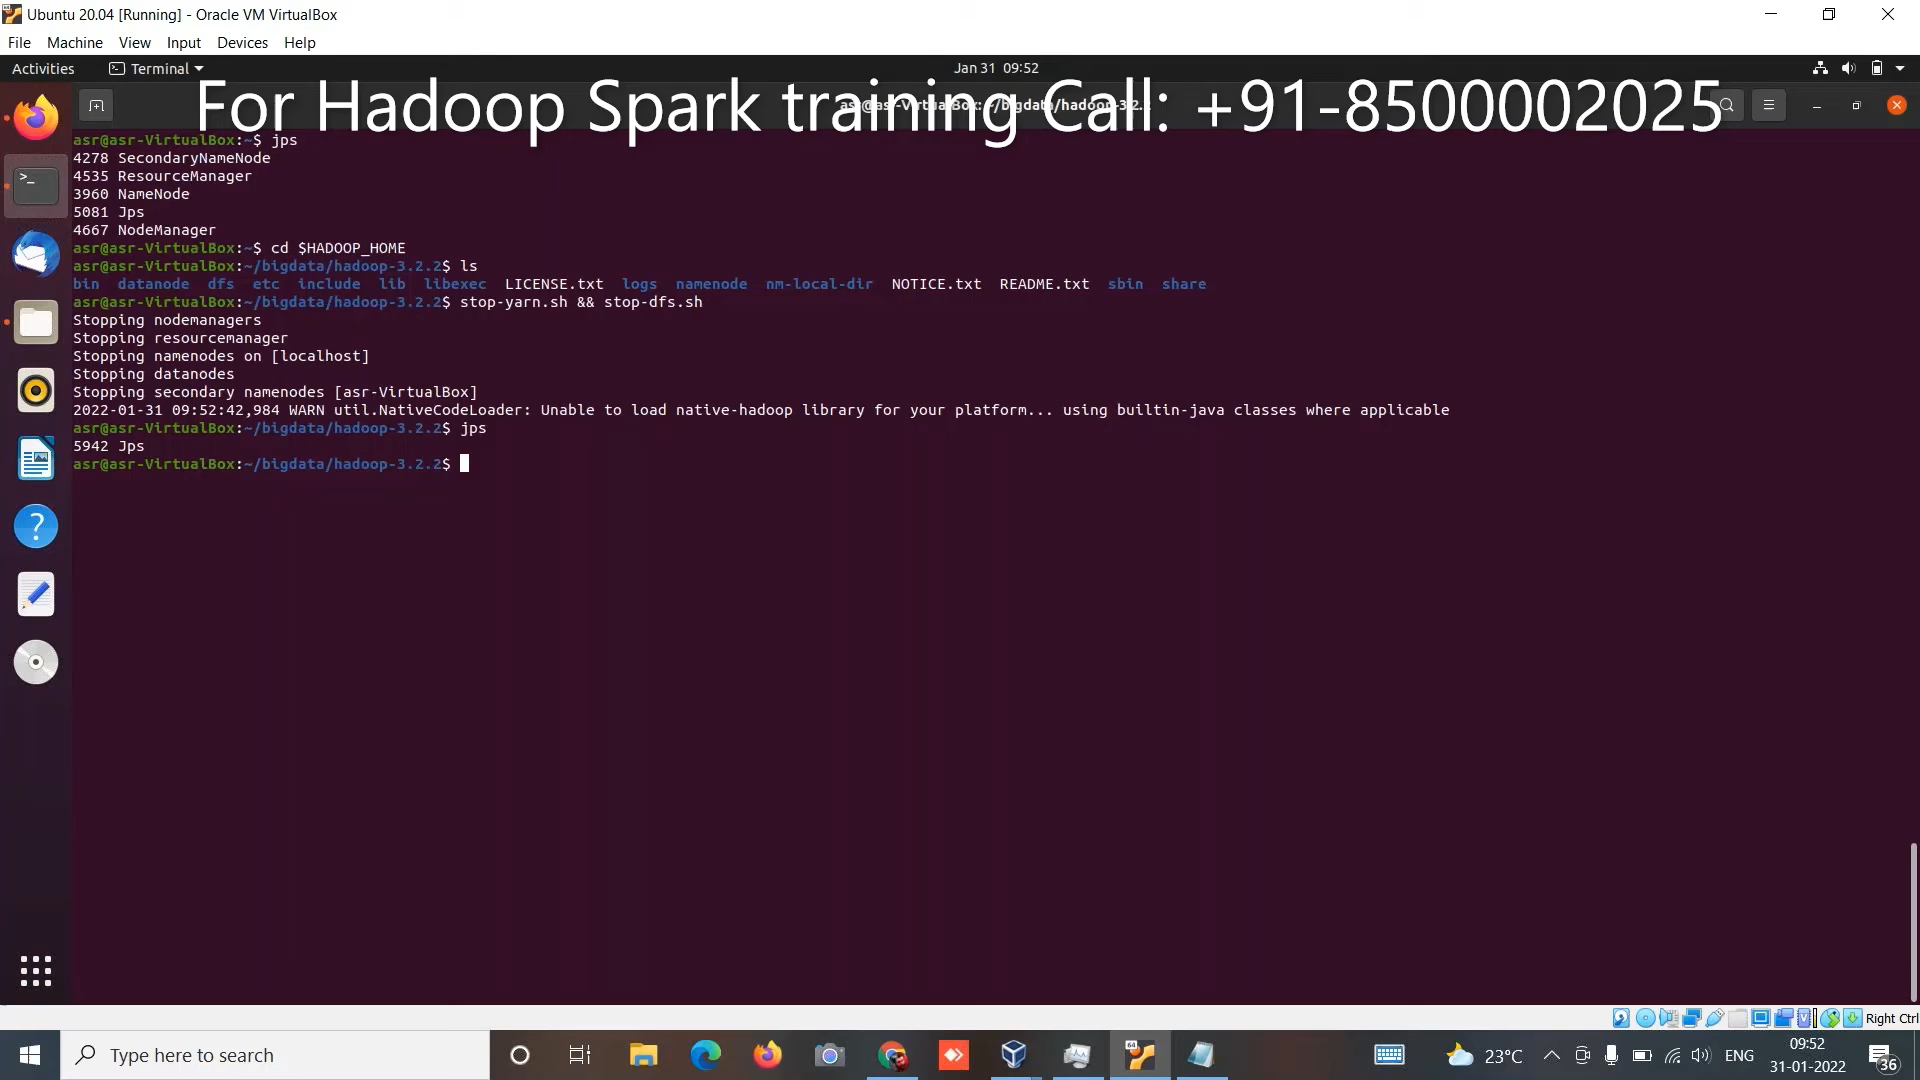 Ubuntu 20.04 [Running] - Oracle VM VirtualBox
File Machine View Input Devices Help
Activities Terminal Jan 31 09:52
For Hadoop Spark training Call: +91-8500002025
asr@asr-VirtualBox: ~/bigdata/hadoop-3.2.
asr@asr-VirtualBox:~$ jps
4278 SecondaryNameNode
4535 ResourceManager
3960 NameNode
5081 Jps
4667 NodeManager
asr@asr-VirtualBox:~$ cd $HADOOP_HOME
asr@asr-VirtualBox:~/bigdata/hadoop-3.2.2$ ls
bin datanode dfs etc include lib libexec LICENSE.txt logs namenode nm-local-dir NOTICE.txt README.txt sbin share
asr@asr-VirtualBox:~/bigdata/hadoop-3.2.2$ stop-yarn.sh && stop-dfs.sh
Stopping nodemanagers
Stopping resourcemanager
Stopping namenodes on [localhost]
Stopping datanodes
Stopping secondary namenodes [asr-VirtualBox]
2022-01-31 09:52:42,984 WARN util.NativeCodeLoader: Unable to load native-hadoop library for your platform... using builtin-java classes where applicable
asr@asr-VirtualBox:~/bigdata/hadoop-3.2.2$ jps
5942 Jps
asr@asr-VirtualBox:~/bigdata/hadoop-3.2.2$
Right Ctrl
Type here to search
64
23°C
ENG
09:52
31-01-2022
36